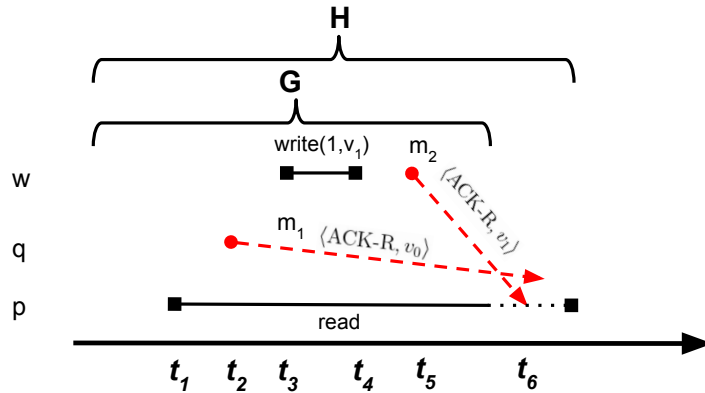 H
G
write(1,v₁)
m₂
w
⟨ACK-R, v₁⟩
m₁
⟨ACK-R, v₀⟩
q
p
read
t₁ t₂ t₃ t₄ t₅ t₆